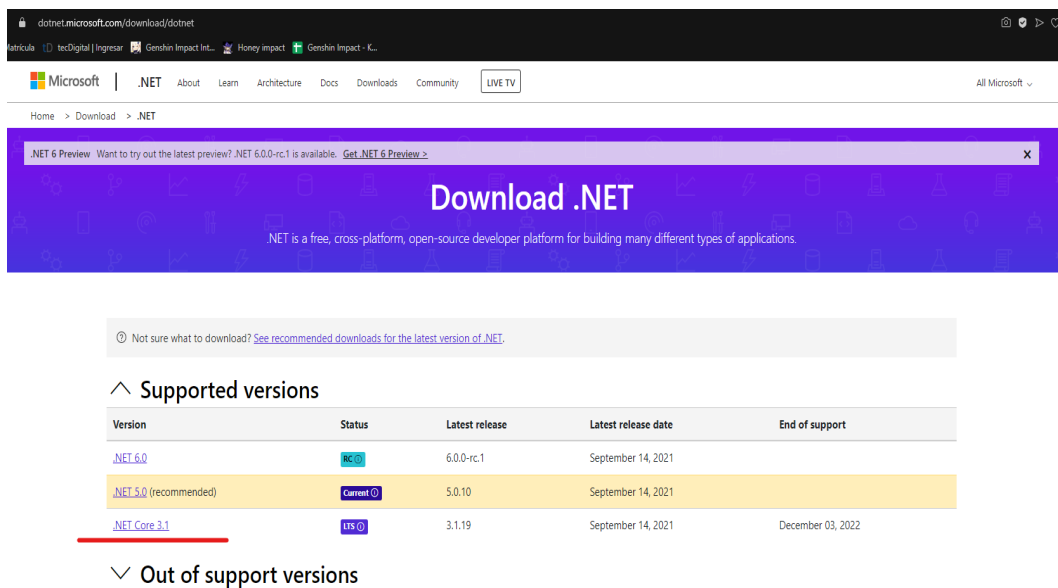 dotnet.microsoft.com/download/dotnet
Matrícula tD tecDigital | Ingresar Genshin Impact Int... Honey impact Genshin Impact - K...
Microsoft .NET About Learn Architecture Docs Downloads Community LIVE TV All Microsoft
Home > Download > .NET
.NET 6 Preview Want to try out the latest preview? .NET 6.0.0-rc.1 is available. Get .NET 6 Preview > X
Download .NET
.NET is a free, cross-platform, open-source developer platform for building many different types of applications.
Not sure what to download? See recommended downloads for the latest version of .NET.
Supported versions
Version Status Latest release Latest release date End of support
.NET 6.0 RC 6.0.0-rc.1 September 14, 2021
.NET 5.0 (recommended) Current 5.0.10 September 14, 2021
.NET Core 3.1 LTS 3.1.19 September 14, 2021 December 03, 2022
Out of support versions